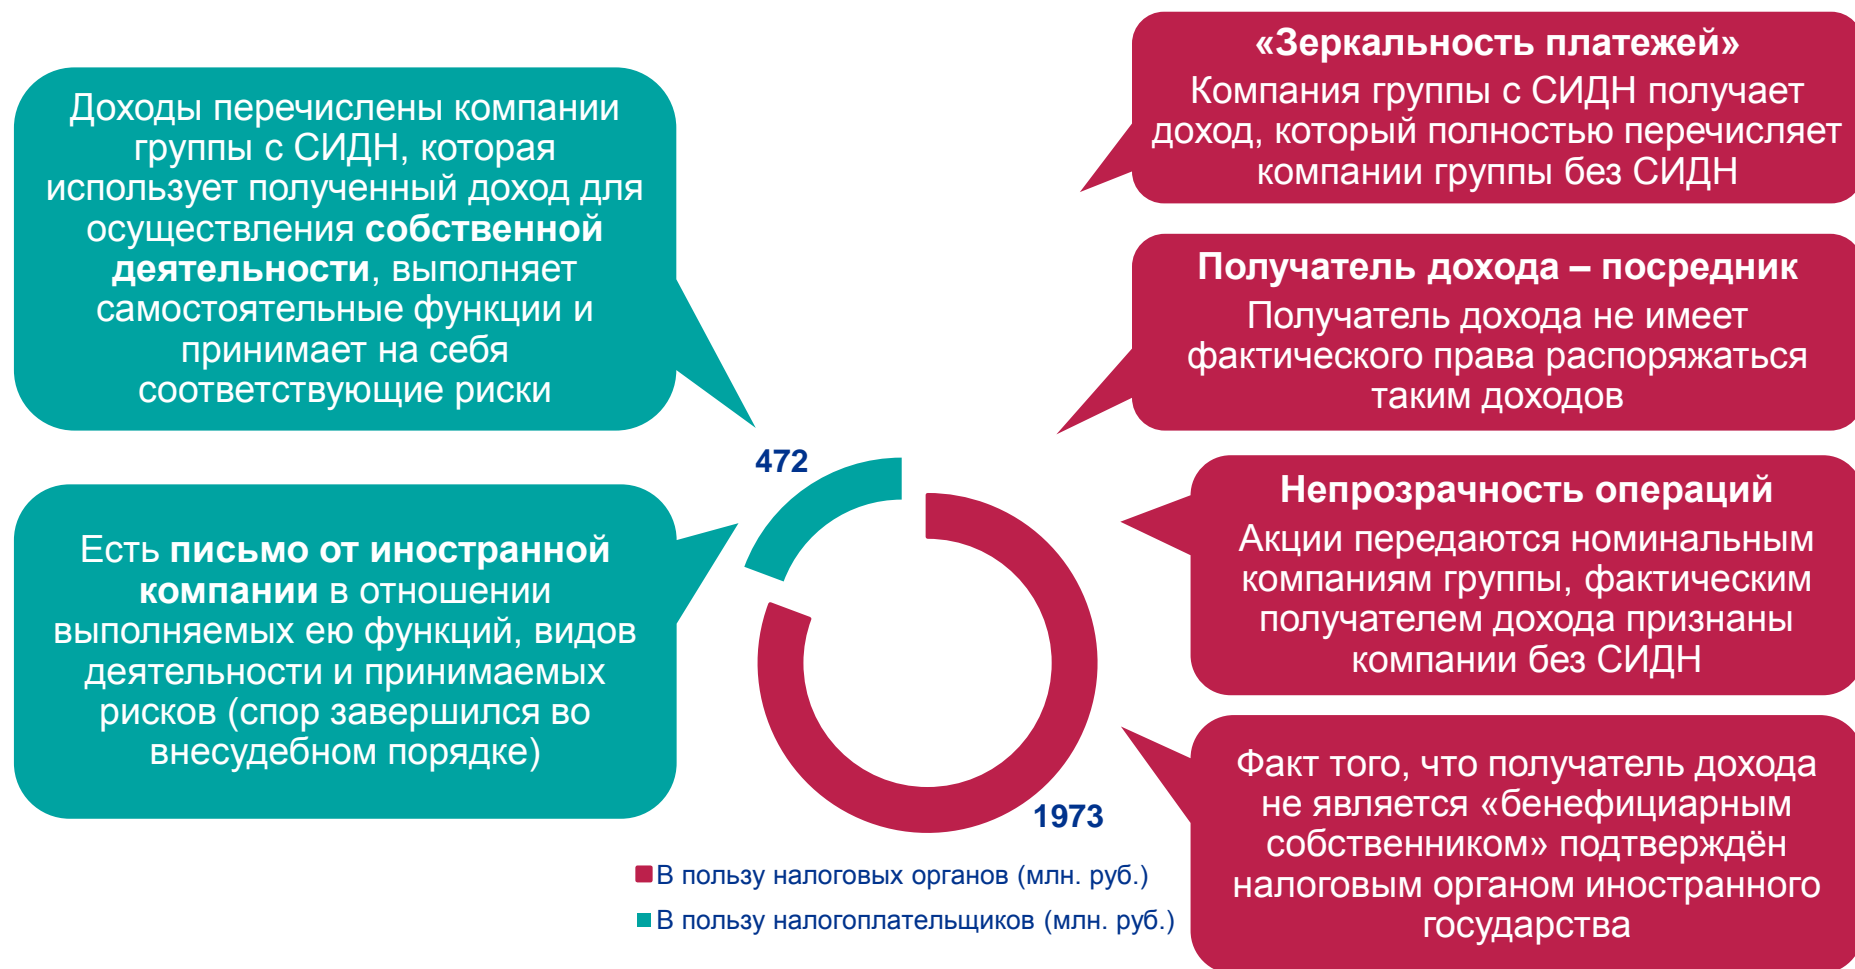 Доходы перечислены компании
группы с СИДН, которая
использует полученный доход для
осуществления собственной
деятельности, выполняет
самостоятельные функции и
принимает на себя
соответствующие риски
Есть письмо от иностранной
компании в отношении
выполняемых ею функций, видов
деятельности и принимаемых
рисков (спор завершился во
внесудебном порядке)
«Зеркальность платежей»
Компания группы с СИДН получает
доход, который полностью перечисляет
компании группы без СИДН
Получатель дохода – посредник
Получатель дохода не имеет
фактического права распоряжаться
таким доходов
Непрозрачность операций
Акции передаются номинальным
компаниям группы, фактическим
получателем дохода признаны
компании без СИДН
Факт того, что получатель дохода
не является «бенефициарным
собственником» подтверждён
налоговым органом иностранного
государства
472
1973
В пользу налоговых органов (млн. руб.)
В пользу налогоплательщиков (млн. руб.)